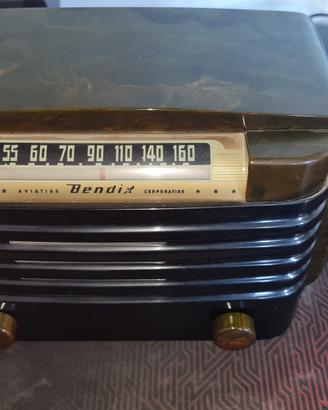 55 60 70 90 110 140 160
★ AVIATION Bendix CORPORATION ★ ★ ★